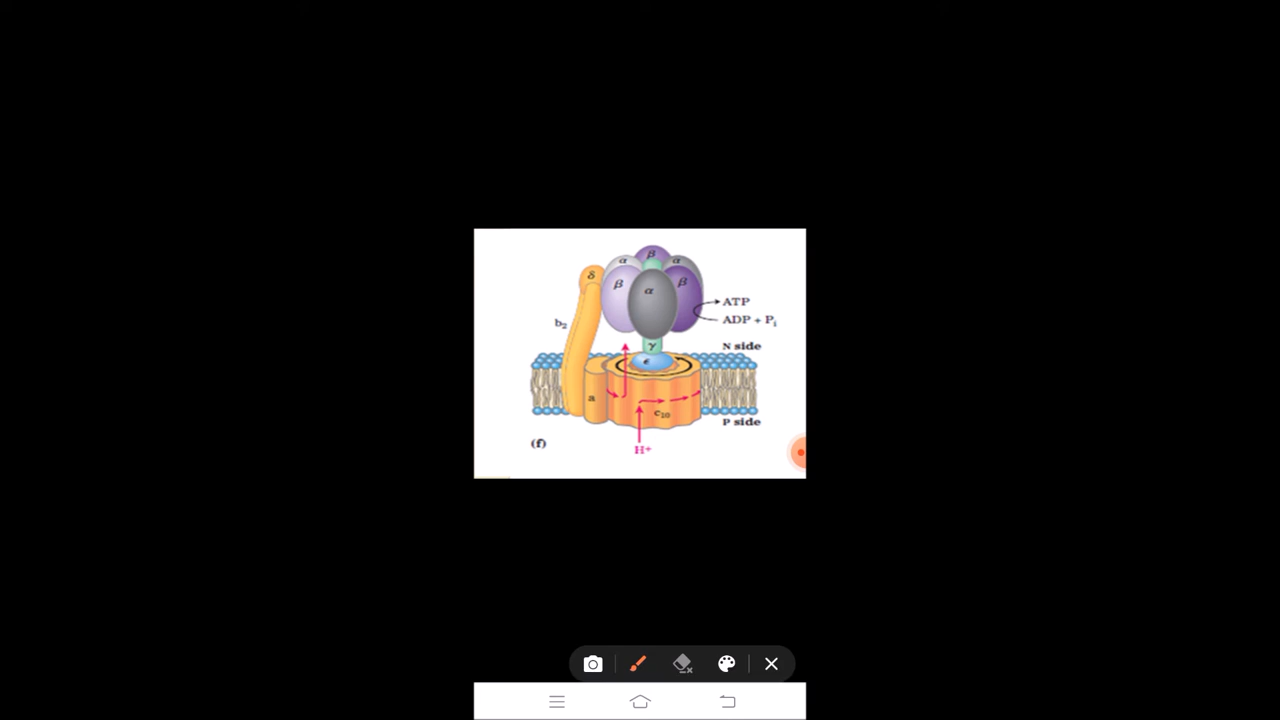 β
α α
δ
β β
α
ATP
ADP + Pᵢ
b₂
γ
N side
ε
a
c₁₀
P side
(f)
H⁺